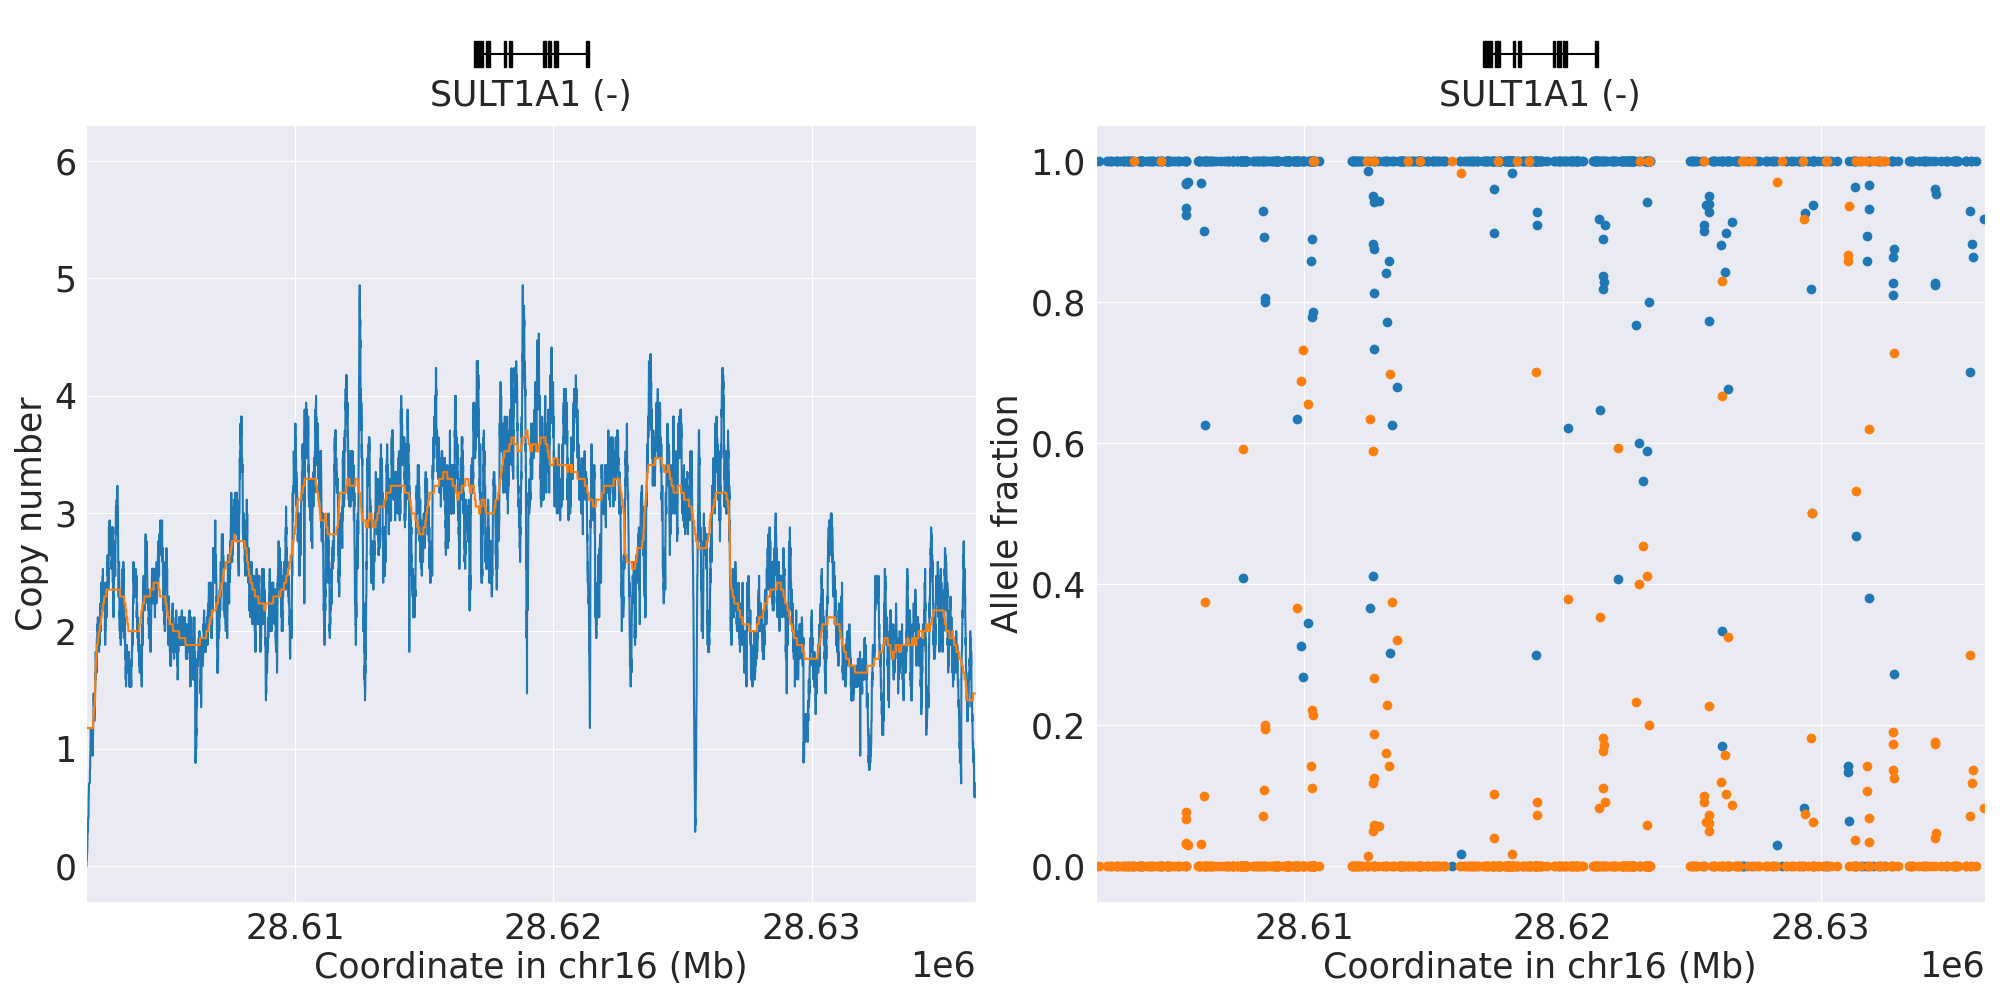 SULT1A1 (-)
6
5
4
3
2
1
0
Copy number
28.61
28.62
28.63
Coordinate in chr16 (Mb)
1e6
SULT1A1 (-)
1.0
0.8
0.6
0.4
0.2
0.0
Allele fraction
28.61
28.62
28.63
Coordinate in chr16 (Mb)
1e6